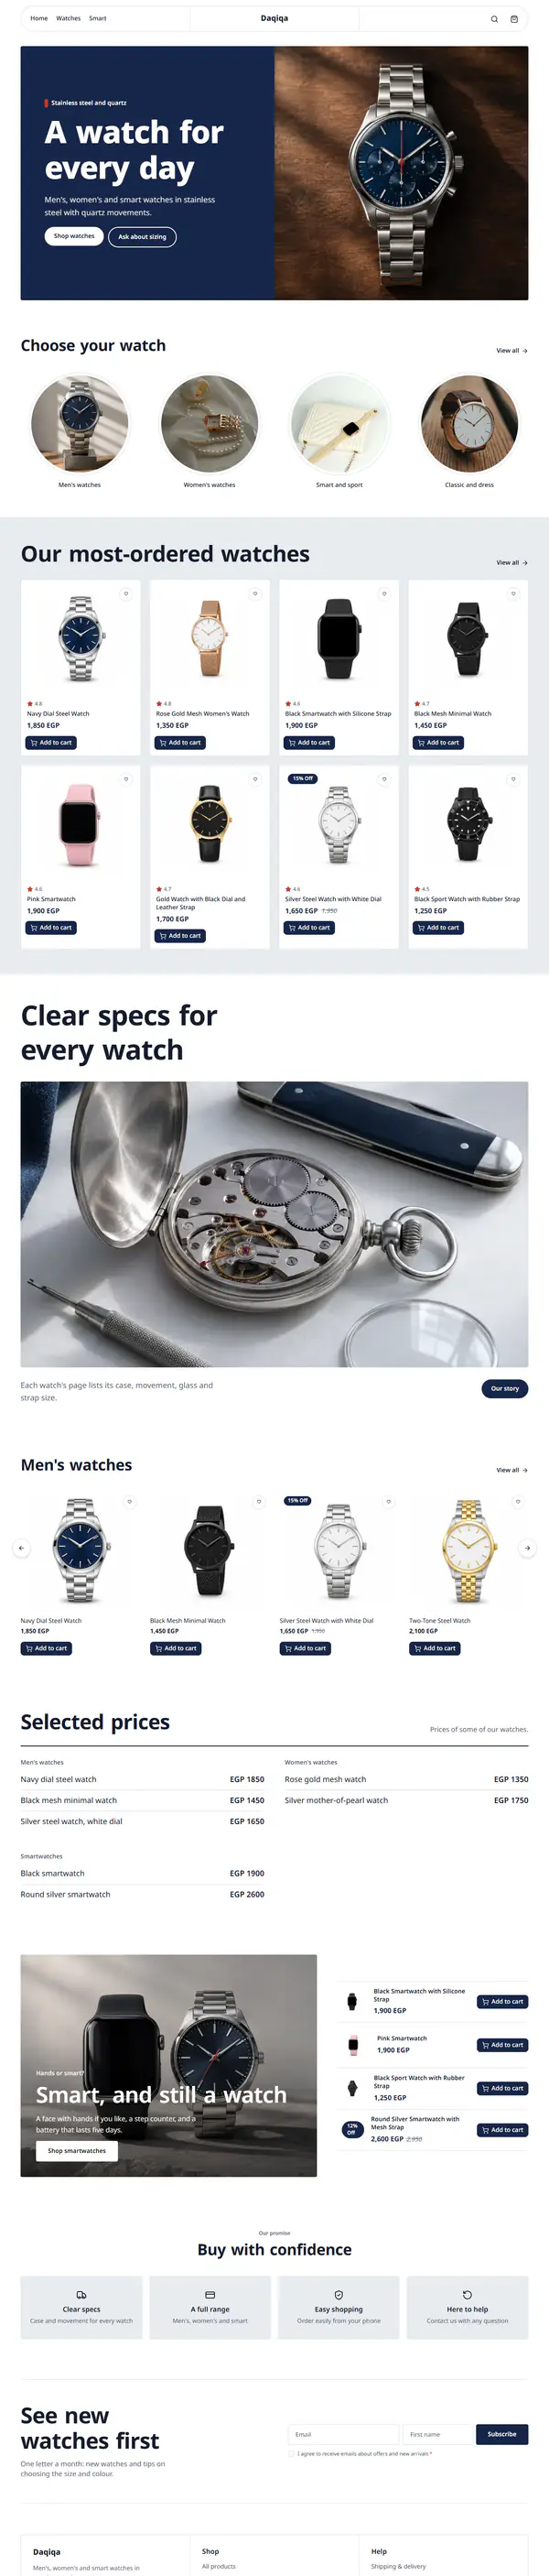 Home Watches Smart
Daqiqa
Stainless steel and quartz
A watch for
every day
Men's, women's and smart watches in stainless
steel with quartz movements.
Shop watches
Ask about sizing
Choose your watch
View all →
Men's watches
Women's watches
Smart and sport
Classic and dress
Our most-ordered watches
View all →
4.8
Navy Dial Steel Watch
1,850 EGP
Add to cart
4.8
Rose Gold Mesh Women's Watch
1,350 EGP
Add to cart
4.6
Black Smartwatch with Silicone Strap
1,900 EGP
Add to cart
4.7
Black Mesh Minimal Watch
1,450 EGP
Add to cart
4.6
Pink Smartwatch
1,900 EGP
Add to cart
4.7
Gold Watch with Black Dial and
Leather Strap
1,700 EGP
Add to cart
15% Off
4.6
Silver Steel Watch with White Dial
1,650 EGP 1,950
Add to cart
4.5
Black Sport Watch with Rubber Strap
1,250 EGP
Add to cart
Clear specs for
every watch
Each watch's page lists its case, movement, glass and
strap size.
Our story
Men's watches
View all →
Navy Dial Steel Watch
1,850 EGP
Add to cart
Black Mesh Minimal Watch
1,450 EGP
Add to cart
15% Off
Silver Steel Watch with White Dial
1,650 EGP 1,950
Add to cart
Two-Tone Steel Watch
2,100 EGP
Add to cart
Selected prices
Prices of some of our watches.
Men's watches
Navy dial steel watch EGP 1850
Black mesh minimal watch EGP 1450
Silver steel watch, white dial EGP 1650
Women's watches
Rose gold mesh watch EGP 1350
Silver mother-of-pearl watch EGP 1750
Smartwatches
Black smartwatch EGP 1900
Round silver smartwatch EGP 2600
Hands or smart?
Smart, and still a watch
A face with hands if you like, a step counter, and a
battery that lasts five days.
Shop smartwatches
Black Smartwatch with Silicone
Strap
1,900 EGP
Add to cart
Pink Smartwatch
1,900 EGP
Add to cart
Black Sport Watch with Rubber
Strap
1,250 EGP
Add to cart
12%
Off
Round Silver Smartwatch with
Mesh Strap
2,600 EGP 2,950
Add to cart
Our promise
Buy with confidence
Clear specs
Case and movement for every watch
A full range
Men's, women's and smart
Easy shopping
Order easily from your phone
Here to help
Contact us with any question
See new
watches first
One letter a month: new watches and tips on
choosing the size and colour.
Email
First name
Subscribe
I agree to receive emails about offers and new arrivals *
Daqiqa
Men's, women's and smart watches in
Shop
All products
Help
Shipping & delivery